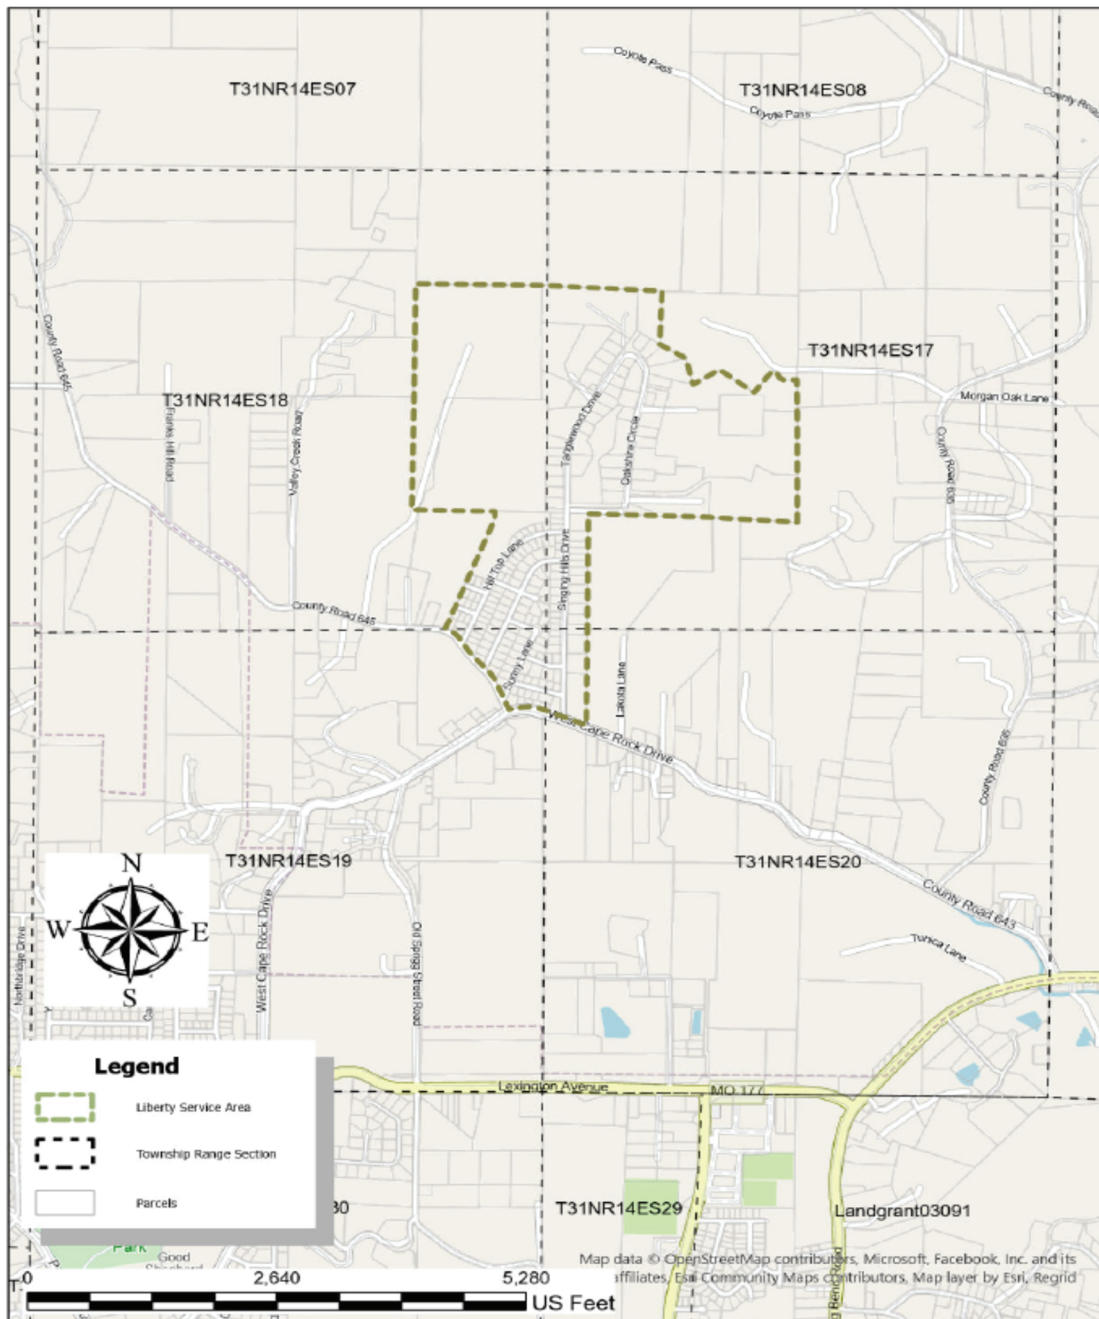 T31NR14ES07
Coyote Pass
T31NR14ES08
Coyote Pass
County Road
County Road 645
T31NR14ES18
Franks Hill Road
Valley Creek Road
Tanglewood Drive
Oakshire Circle
T31NR14ES17
Morgan Oak Lane
County Road 635
Hill Top Lane
Singing Hills Drive
County Road 645
Sunny Lane
Lakota Lane
West Cape Rock Drive
County Road 635
T31NR14ES19
T31NR14ES20
N
W
E
S
County Road 643
Tunica Lane
Northbridge Drive
West Cape Rock Drive
Old Sprigg Street Road
Legend
Liberty Service Area
Township Range Section
Parcels
Lexington Avenue
MO 177
30
T31NR14ES29
Landgrant03091
Park
Good
Bend Road
Map data © OpenStreetMap contributors, Microsoft, Facebook, Inc. and its
affiliates, Esri Community Maps contributors, Map layer by Esri, Regrid
0
2,640
5,280
US Feet